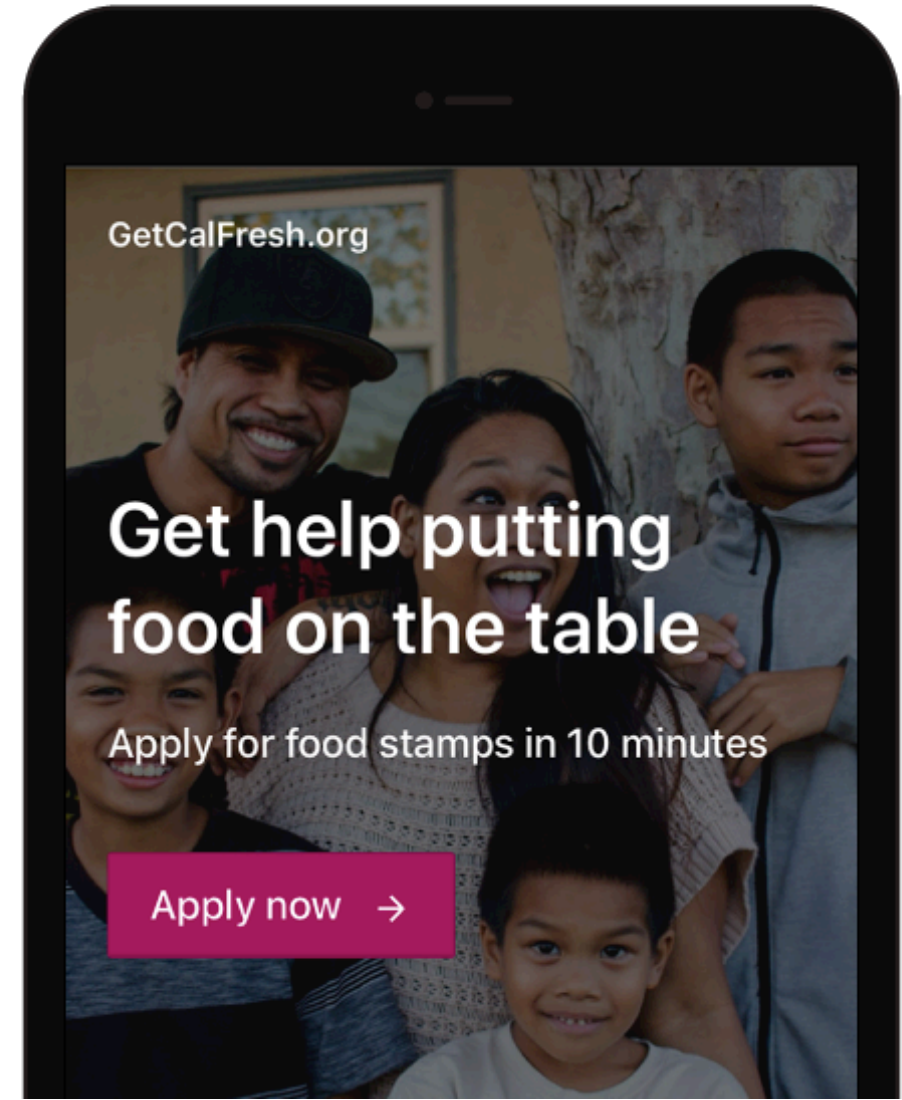 GetCalFresh.org
Get help putting
food on the table
Apply for food stamps in 10 minutes
Apply now →